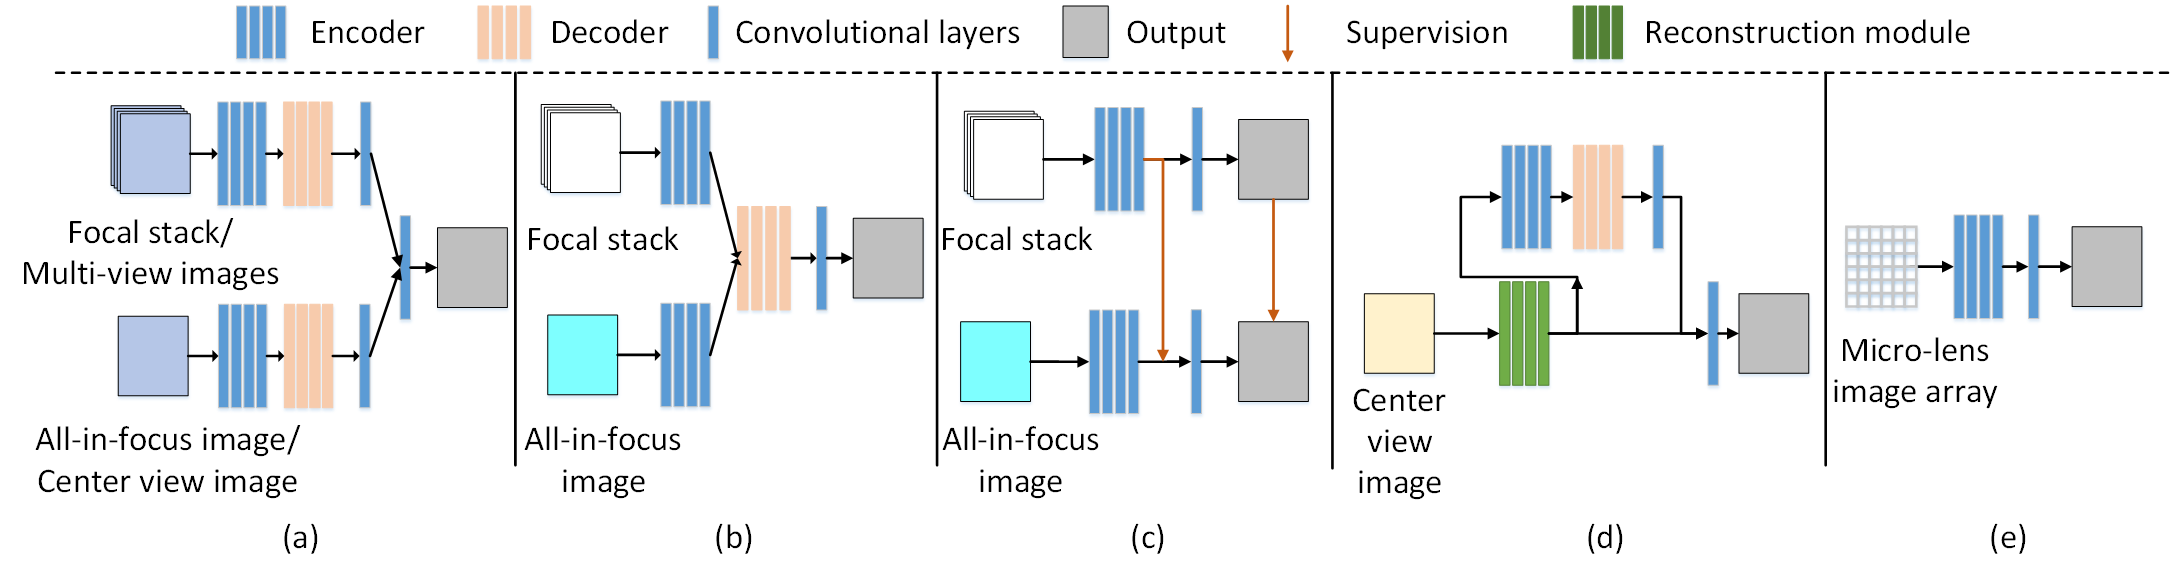 Encoder Decoder Convolutional layers Output Supervision Reconstruction module
Focal stack/
Multi-view images
All-in-focus image/
Center view image
(a)
Focal stack
All-in-focus
image
(b)
Focal stack
All-in-focus
image
(c)
Center
view
image
(d)
Micro-lens
image array
(e)